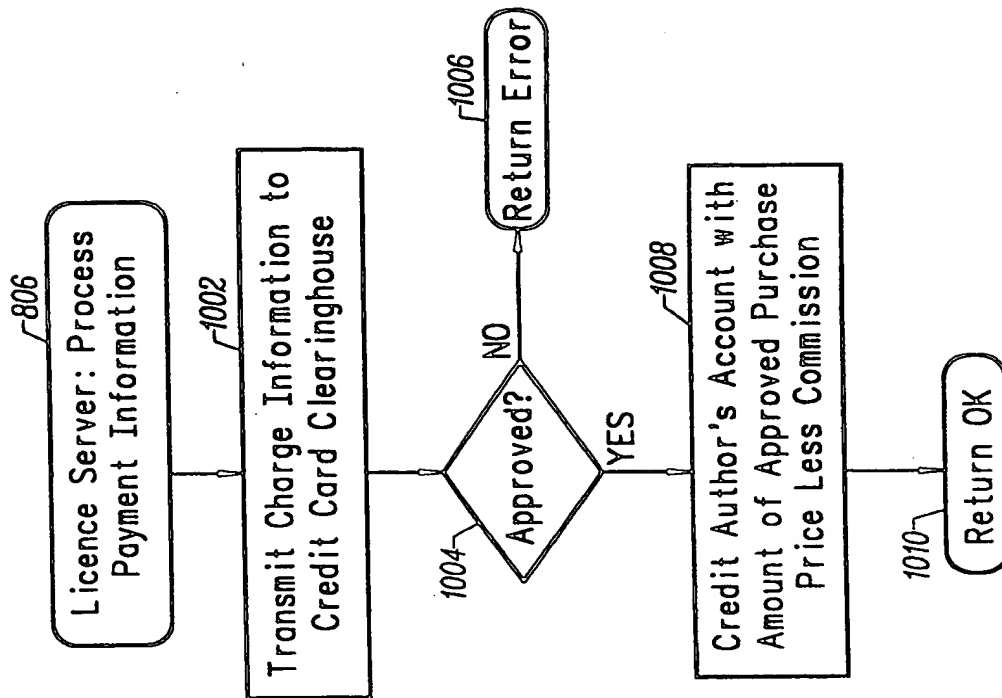 806
Licence Server: Process
Payment Information
1002
Transmit Charge Information to
Credit Card Clearinghouse
1004
Approved?
NO
1006
Return Error
YES
1008
Credit Author's Account with
Amount of Approved Purchase
Price Less Commission
1010
Return OK